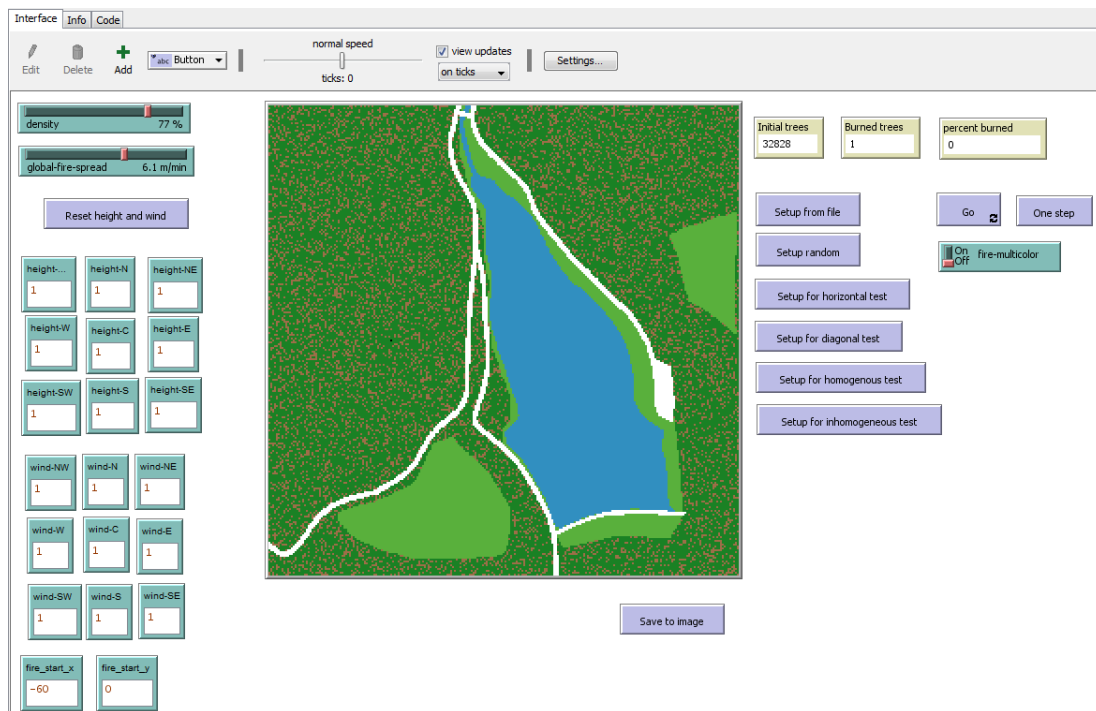 Interface Info Code
normal speed
view updates
Edit Delete Add abc Button
ticks: 0
on ticks
Settings...
density 77 %
global-fire-spread 6.1 m/min
Reset height and wind
height-... height-N height-NE
1 1 1
height-W height-C height-E
1 1 1
height-SW height-S height-SE
1 1 1
wind-NW wind-N wind-NE
1 1 1
wind-W wind-C wind-E
1 1 1
wind-SW wind-S wind-SE
1 1 1
fire_start_x fire_start_y
-60 0
Initial trees Burned trees percent burned
32828 1 0
Setup from file Go One step
Setup random
On
Off
fire-multicolor
Setup for horizontal test
Setup for diagonal test
Setup for homogenous test
Setup for inhomogeneous test
Save to image